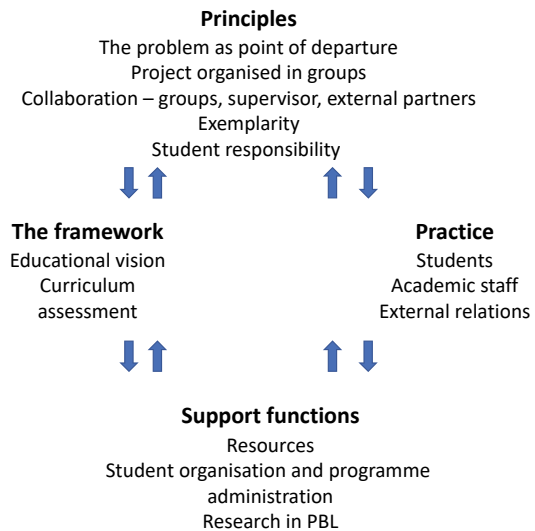 Principles
The problem as point of departure
Project organised in groups
Collaboration – groups, supervisor, external partners
Exemplarity
Student responsibility
The framework
Educational vision
Curriculum
assessment
Practice
Students
Academic staff
External relations
Support functions
Resources
Student organisation and programme
administration
Research in PBL